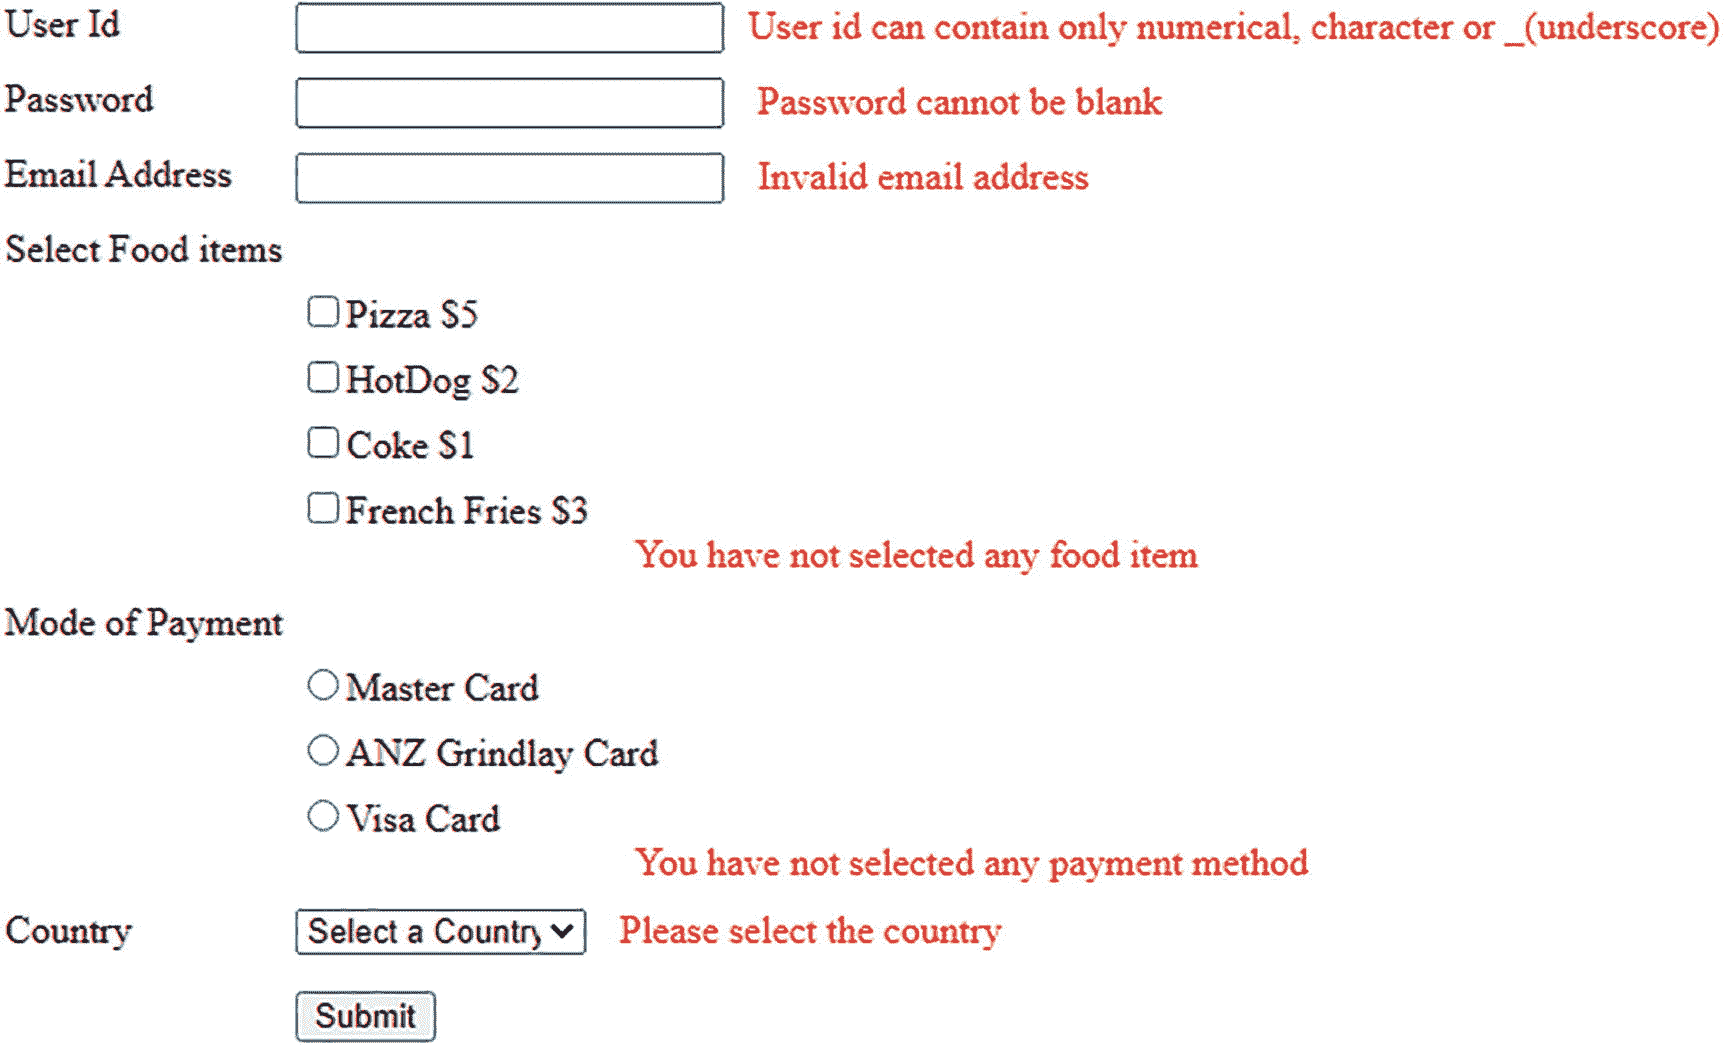 User Id User id can contain only numerical, character or _(underscore)
Password Password cannot be blank
Email Address Invalid email address
Select Food items
Pizza $5
HotDog $2
Coke $1
French Fries $3
You have not selected any food item
Mode of Payment
Master Card
ANZ Grindlay Card
Visa Card
You have not selected any payment method
Country Select a Country Please select the country
Submit